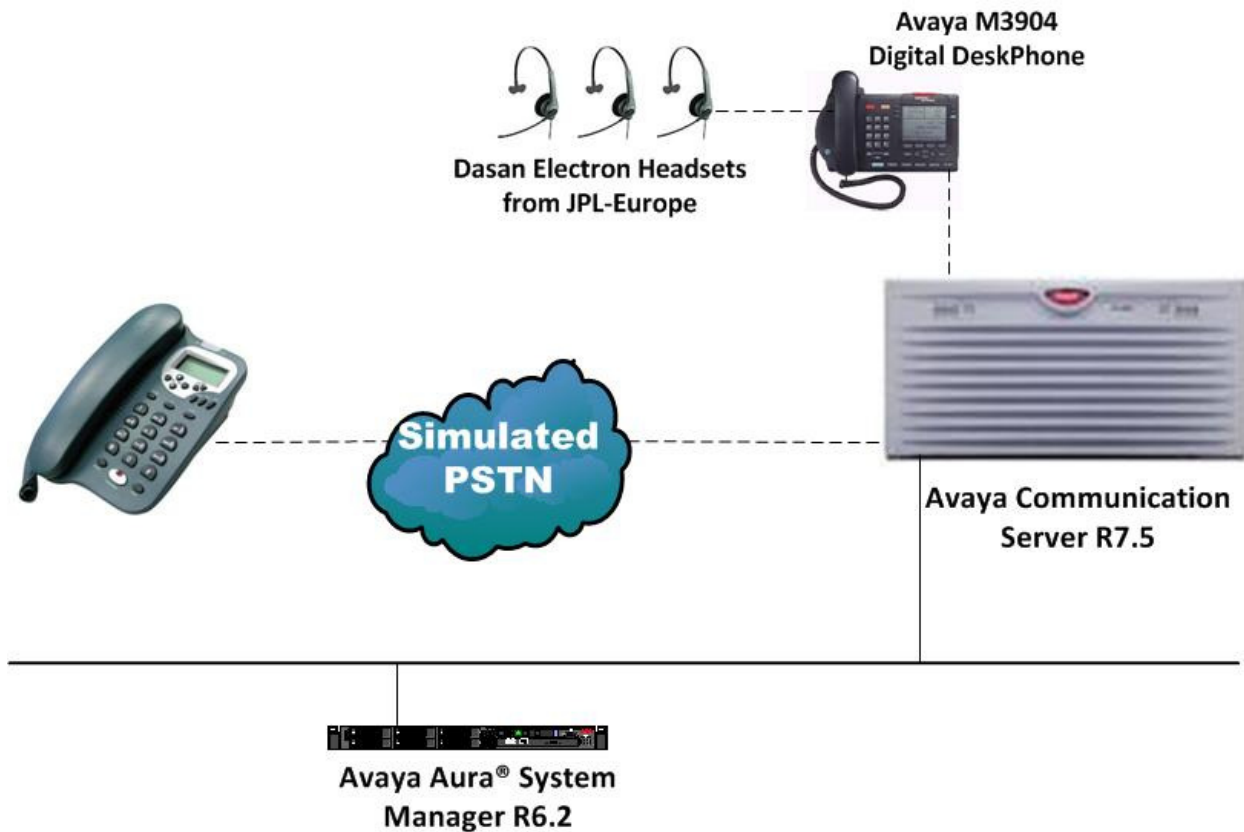 Avaya M3904
Digital DeskPhone
Dasan Electron Headsets
from JPL-Europe
Simulated
PSTN
Avaya Communication
Server R7.5
Avaya Aura® System
Manager R6.2